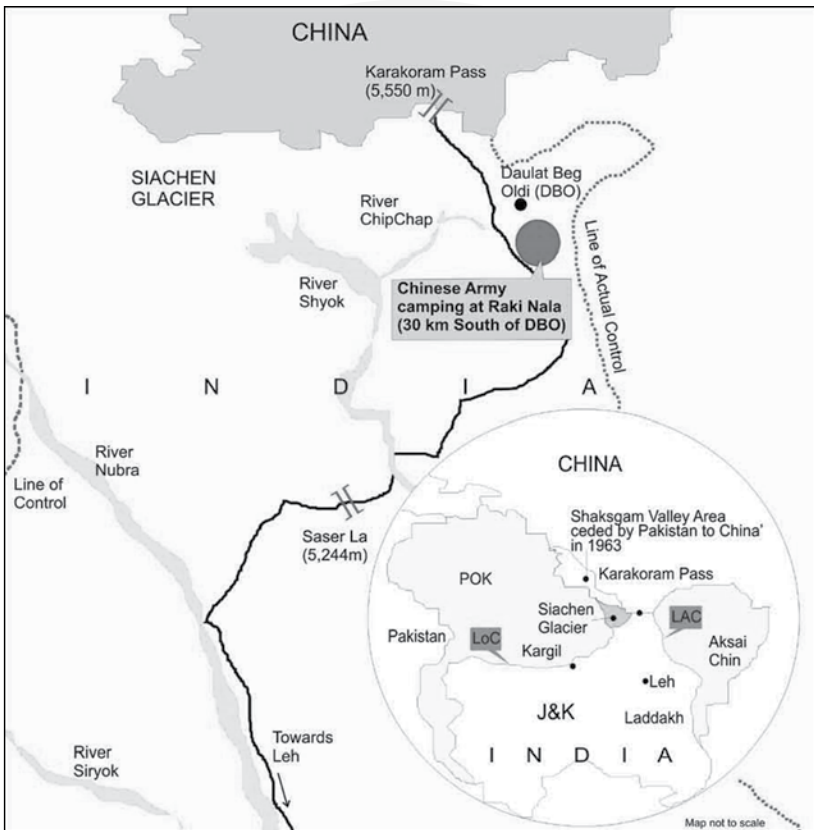 CHINA
Karakoram Pass
(5,550 m)
SIACHEN
GLACIER
Daulat Beg
Oldi (DBO)
River
ChipChap
River
Shyok
Line of Actual Control
Chinese Army
camping at Raki Nala
(30 km South of DBO)
I N D I A
River
Nubra
Line of
Control
Saser La
(5,244m)
Towards
Leh
River
Siryok
CHINA
Shaksgam Valley Area
ceded by Pakistan to China'
in 1963
POK
Karakoram Pass
Siachen
Glacier
Pakistan
LoC
LAC
Kargil
Aksai
Chin
Leh
J&K
Laddakh
I N D I A
Map not to scale